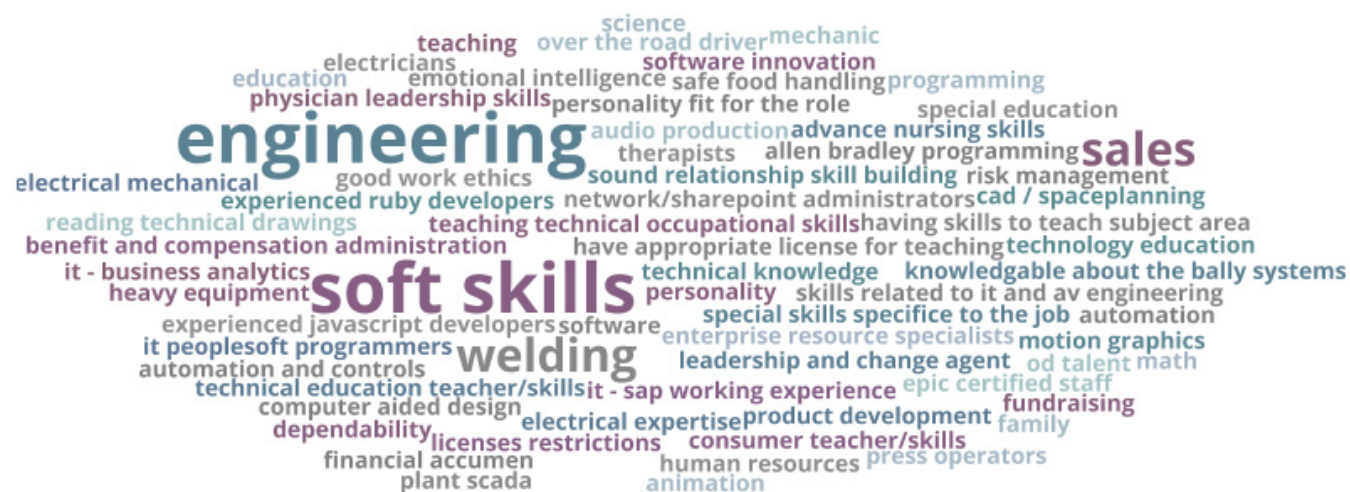 science
teaching
over the road driver
mechanic
electricians
software innovation
education
emotional intelligence
safe food handling
programming
physician leadership skills
personality fit for the role
special education
engineering
audio production
advance nursing skills
sales
therapists
allen bradley programming
electrical mechanical
good work ethics
sound relationship skill building
risk management
experienced ruby developers
network/sharepoint administrators
cad / spaceplanning
reading technical drawings
teaching technical occupational skills
having skills to teach subject area
benefit and compensation administration
have appropriate license for teaching
technology education
it - business analytics
soft skills
technical knowledge
knowledgable about the bally systems
heavy equipment
personality
skills related to it and av engineering
special skills specifice to the job
automation
experienced javascript developers
software
enterprise resource specialists
motion graphics
it peoplesoft programmers
welding
leadership and change agent
od talent
math
automation and controls
technical education teacher/skills
it - sap working experience
epic certified staff
computer aided design
fundraising
electrical expertise
product development
family
dependability
licenses restrictions
consumer teacher/skills
financial accumen
human resources
press operators
plant scada
animation